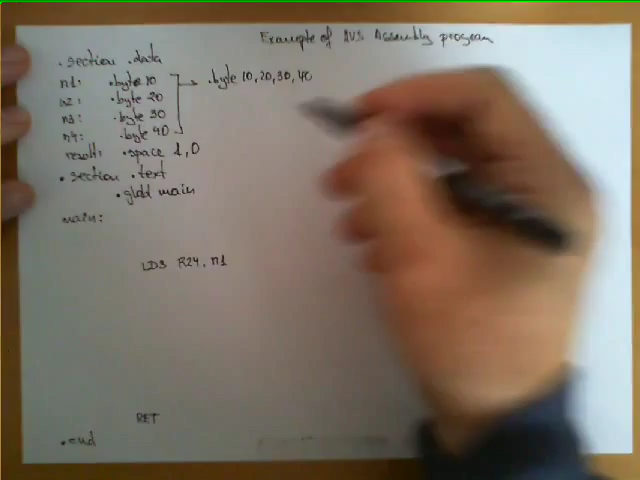 Example of AVS Assembly program
.section .data
n1: .byte 10 .byte 10,20,30,40
n2: .byte 20
n3: .byte 30
n4: .byte 40
result: .space 1,0
.section .text
.global main
main:
LDS R24, n1
RET
.end